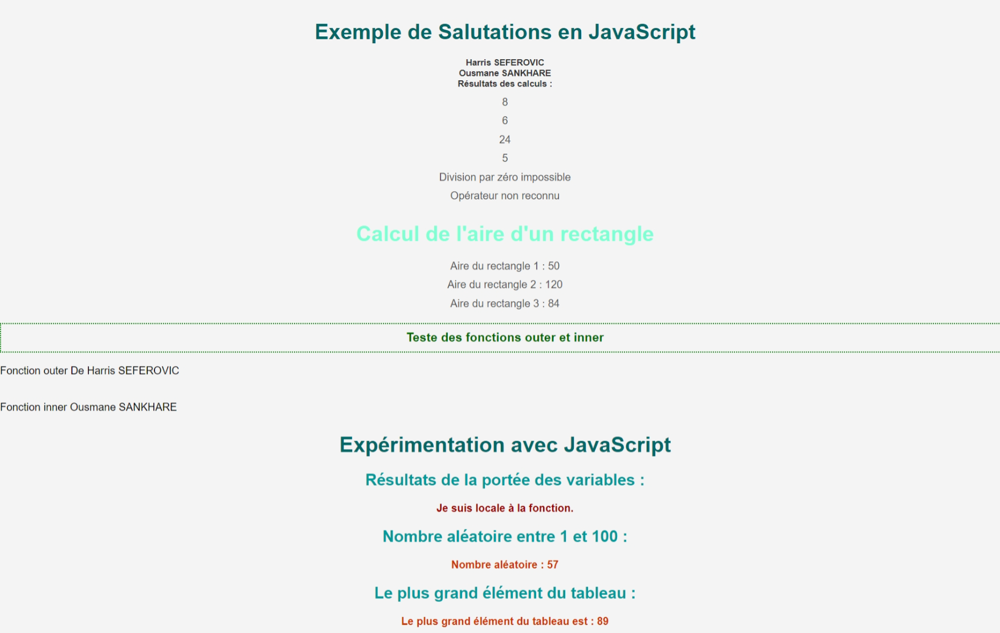 Exemple de Salutations en JavaScript
Harris SEFEROVIC
Ousmane SANKHARE
Résultats des calculs :
8
6
24
5
Division par zéro impossible
Opérateur non reconnu
Calcul de l'aire d'un rectangle
Aire du rectangle 1 : 50
Aire du rectangle 2 : 120
Aire du rectangle 3 : 84
Teste des fonctions outer et inner
Fonction outer De Harris SEFEROVIC
Fonction inner Ousmane SANKHARE
Expérimentation avec JavaScript
Résultats de la portée des variables :
Je suis locale à la fonction.
Nombre aléatoire entre 1 et 100 :
Nombre aléatoire : 57
Le plus grand élément du tableau :
Le plus grand élément du tableau est : 89